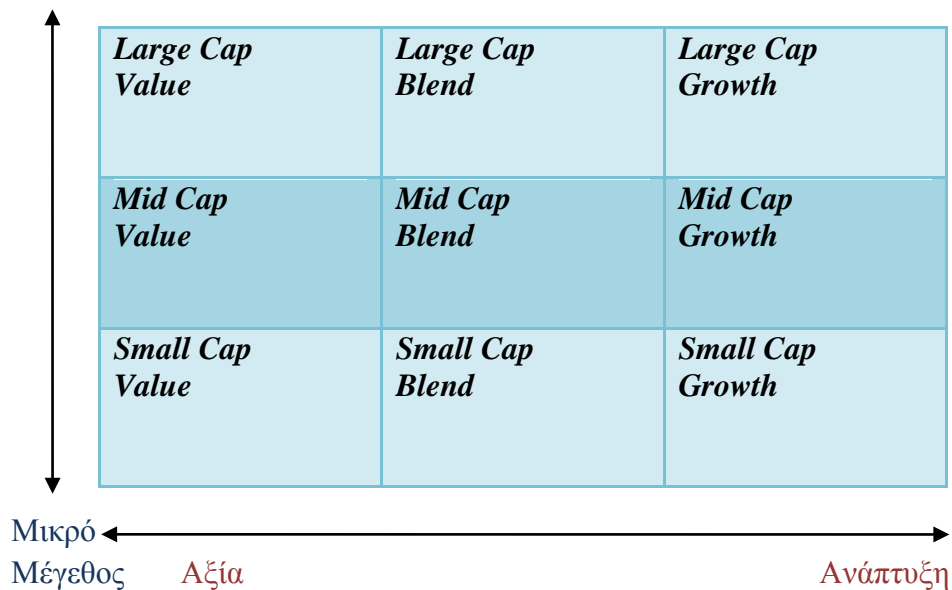 Large Cap Large Cap Large Cap
Value Blend Growth
Mid Cap Mid Cap Mid Cap
Value Blend Growth
Small Cap Small Cap Small Cap
Value Blend Growth
Μικρό
Μέγεθος Αξία Ανάπτυξη